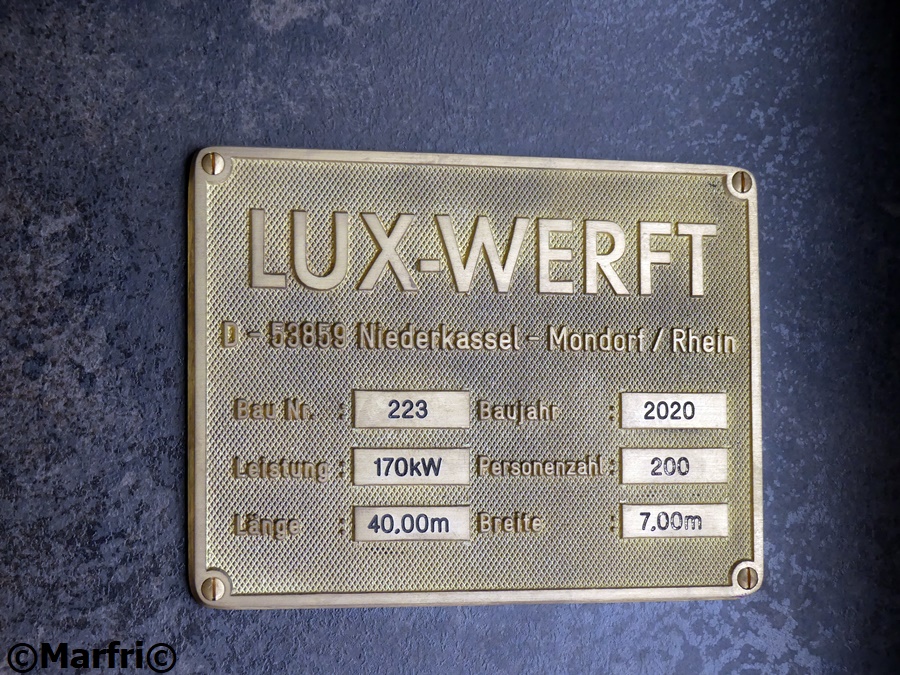 LUX-WERFT
D - 53859 Niederkassel - Mondorf / Rhein
Bau Nr. : 223 Baujahr : 2020
Leistung : 170kW Personenzahl : 200
Länge : 40,00m Breite : 7,00m
©Marfri©